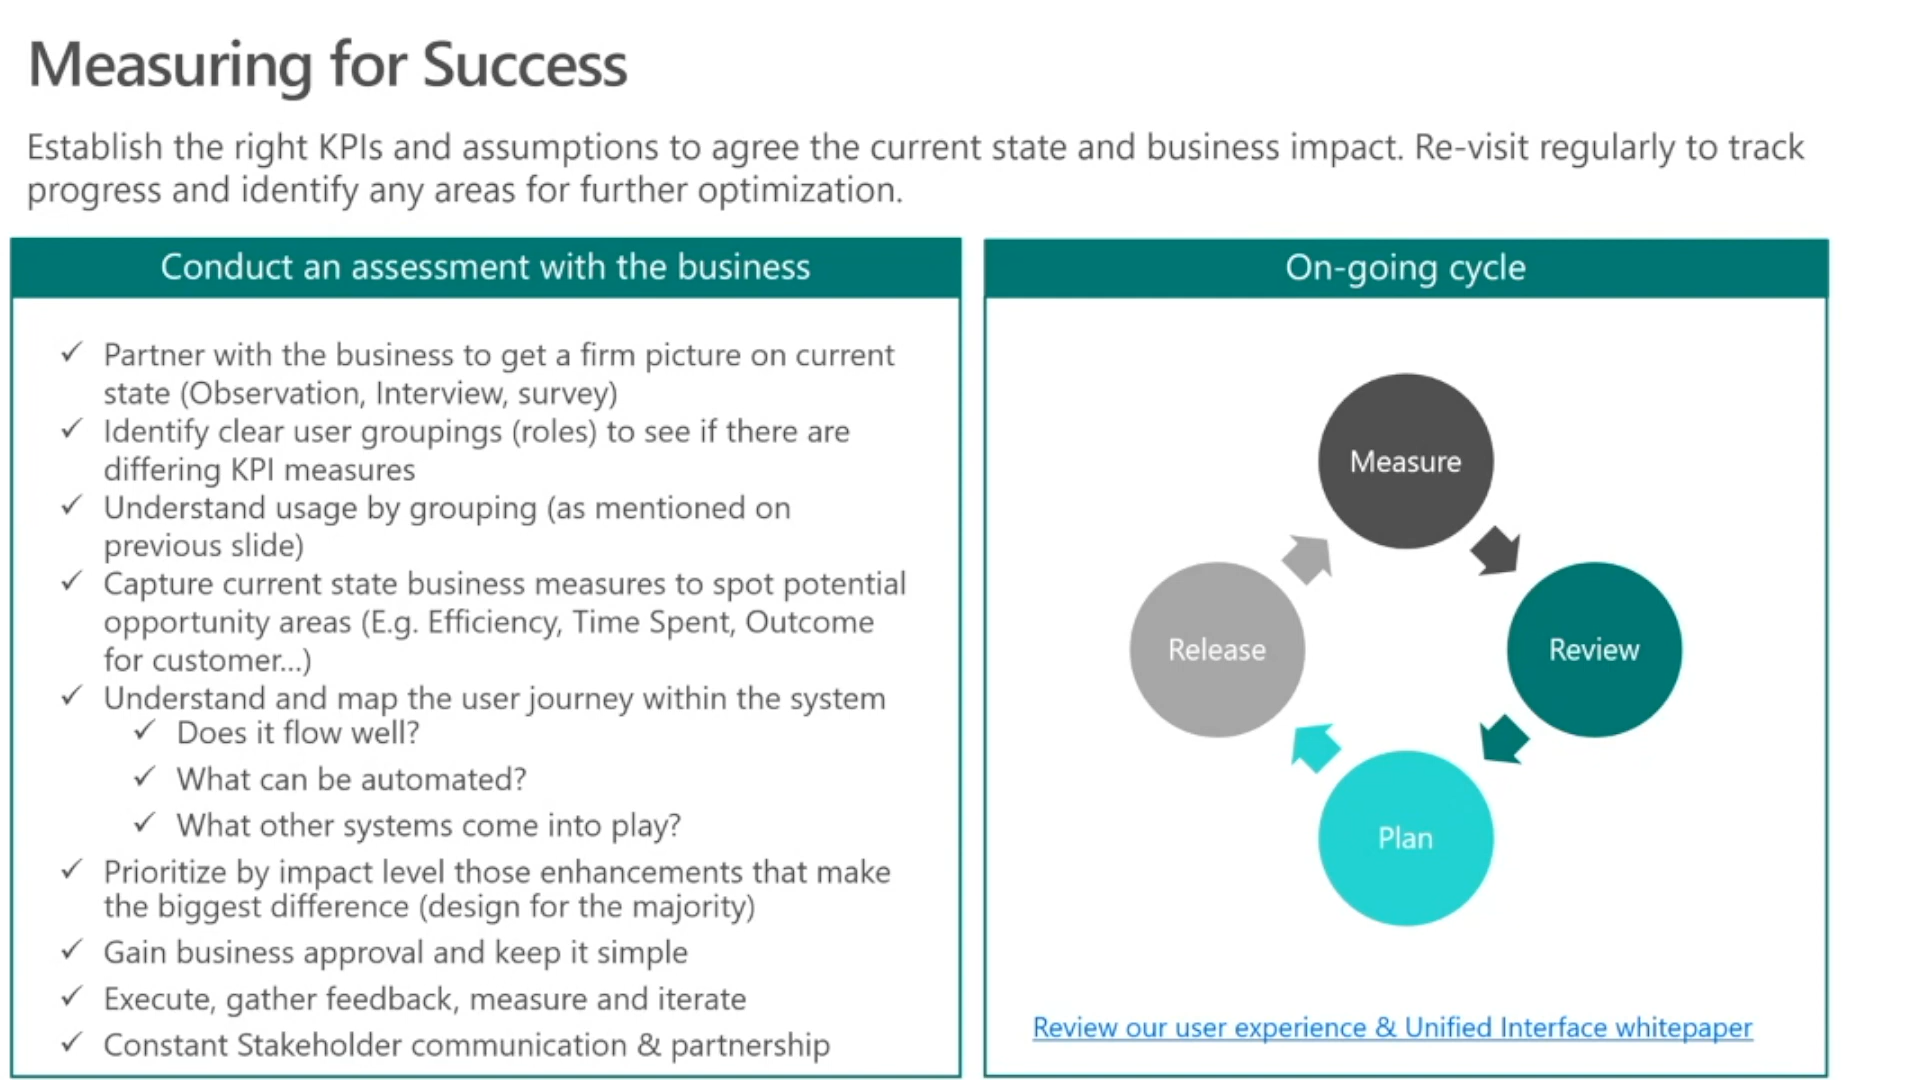 Measuring for Success
Establish the right KPIs and assumptions to agree the current state and business impact. Re-visit regularly to track
progress and identify any areas for further optimization.
Conduct an assessment with the business
✓ Partner with the business to get a firm picture on current
state (Observation, Interview, survey)
✓ Identify clear user groupings (roles) to see if there are
differing KPI measures
✓ Understand usage by grouping (as mentioned on
previous slide)
✓ Capture current state business measures to spot potential
opportunity areas (E.g. Efficiency, Time Spent, Outcome
for customer...)
✓ Understand and map the user journey within the system
✓ Does it flow well?
✓ What can be automated?
✓ What other systems come into play?
✓ Prioritize by impact level those enhancements that make
the biggest difference (design for the majority)
✓ Gain business approval and keep it simple
✓ Execute, gather feedback, measure and iterate
✓ Constant Stakeholder communication & partnership
On-going cycle
Measure
Review
Plan
Release
Review our user experience & Unified Interface whitepaper